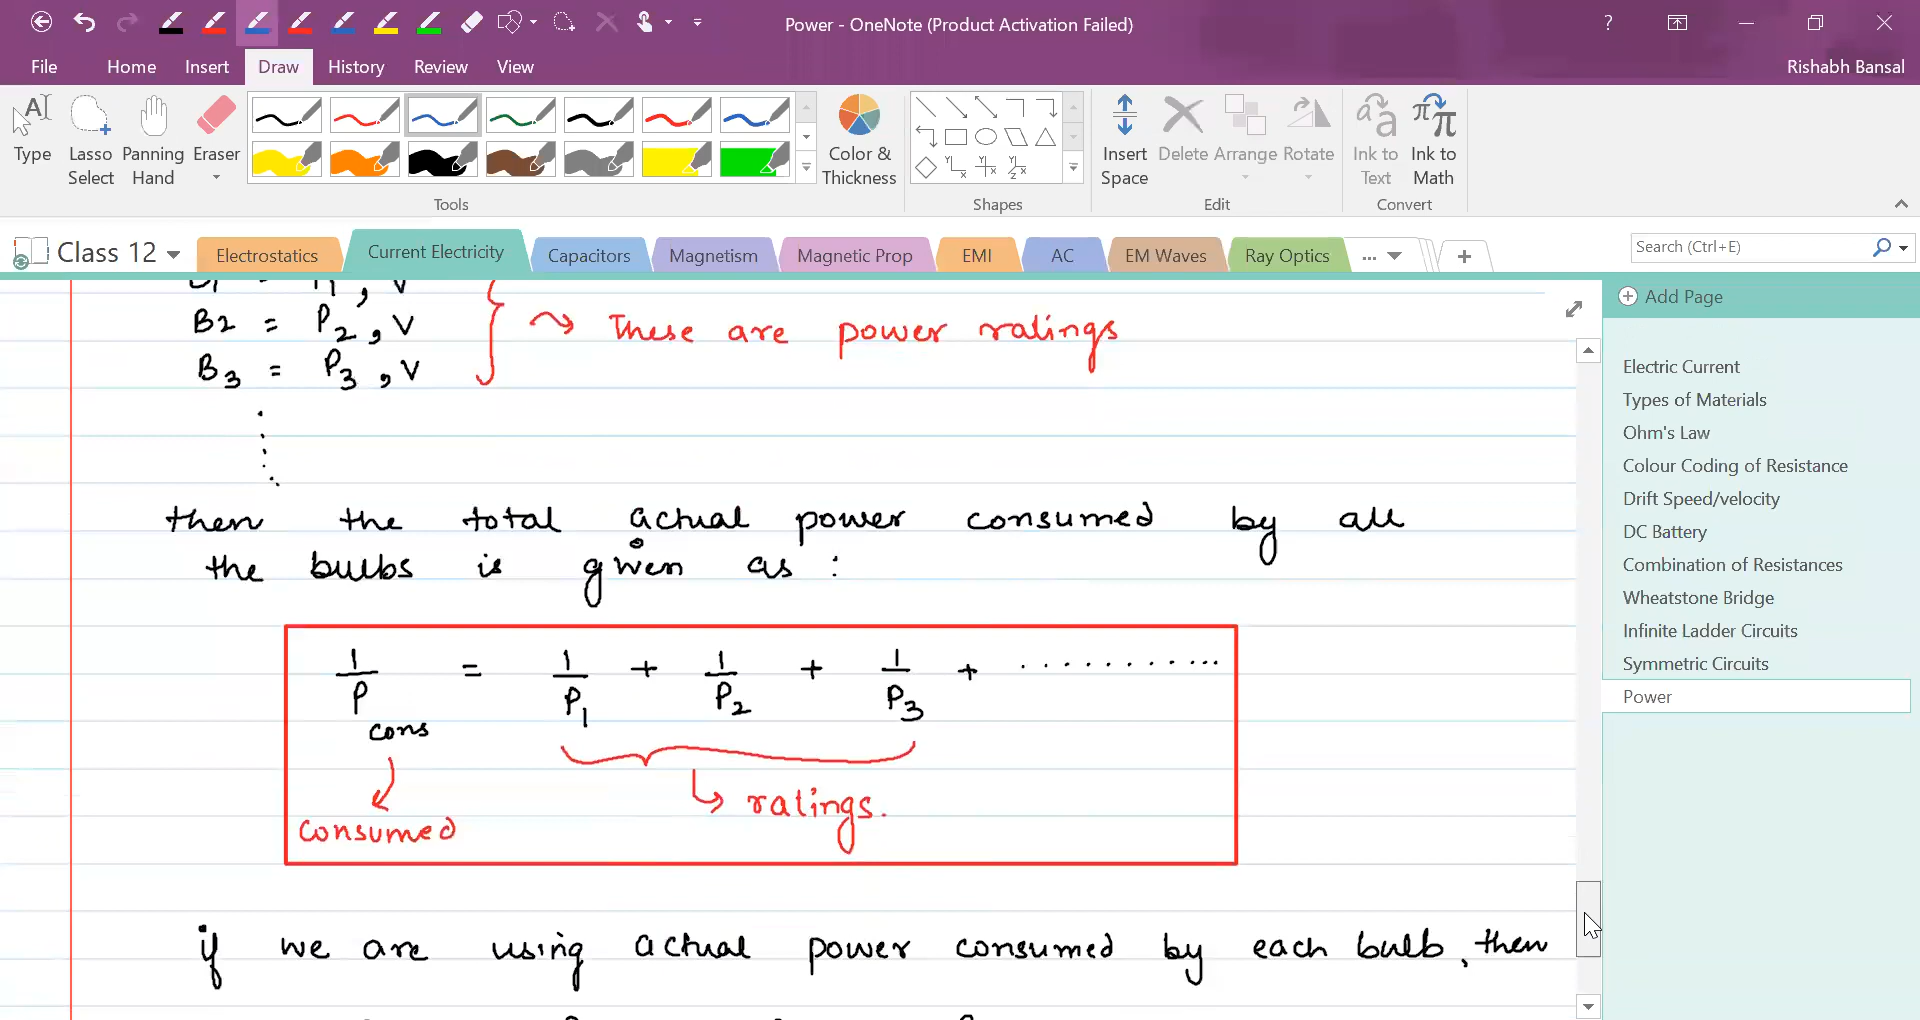 Power - OneNote (Product Activation Failed)
?
File Home Insert Draw History Review View
Rishabh Bansal
Type
Lasso Select
Panning Hand
Eraser
Color & Thickness
Insert Space
Delete
Arrange
Rotate
Ink to Text
Ink to Math
Tools
Shapes
Edit
Convert
Class 12
Electrostatics
Current Electricity
Capacitors
Magnetism
Magnetic Prop
EMI
AC
EM Waves
Ray Optics
...
Search (Ctrl+E)
Add Page
Electric Current
Types of Materials
Ohm's Law
Colour Coding of Resistance
Drift Speed/velocity
DC Battery
Combination of Resistances
Wheatstone Bridge
Infinite Ladder Circuits
Symmetric Circuits
Power
B2 = P2, V
These are power ratings
B3 = P3, V
then the total actual power consumed by all
the bulbs is given as :
1/Pcons = 1/P1 + 1/P2 + 1/P3 + ............
consumed
ratings.
if we are using actual power consumed by each bulb, then